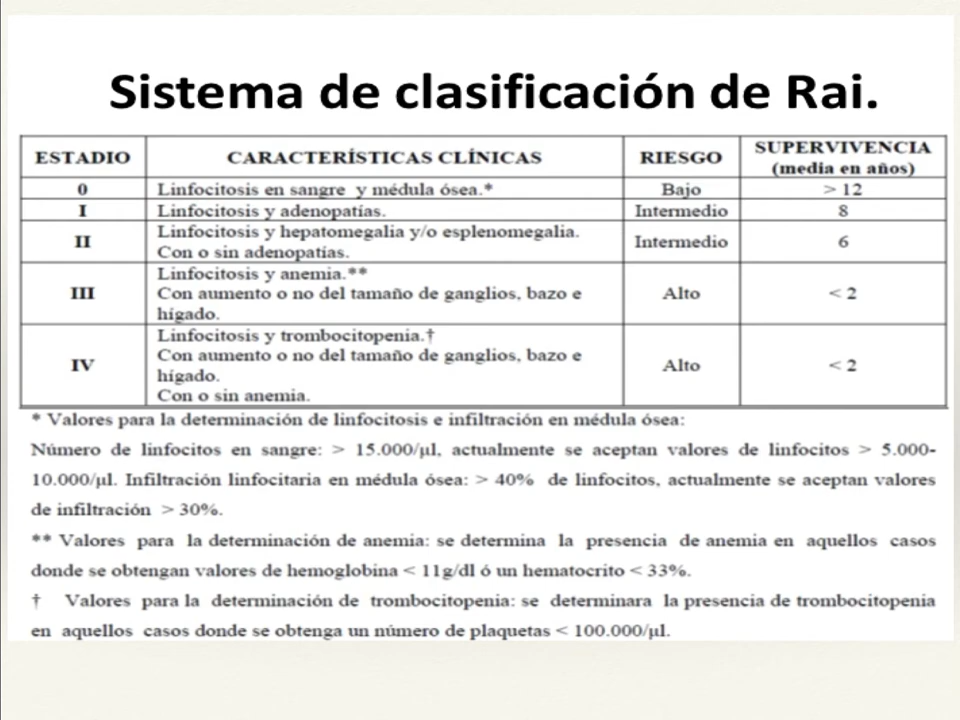 Sistema de clasificación de Rai.
ESTADIO CARACTERÍSTICAS CLÍNICAS RIESGO SUPERVIVENCIA (media en años)
0 Linfocitosis en sangre y médula ósea.* Bajo > 12
I Linfocitosis y adenopatías. Intermedio 8
II Linfocitosis y hepatomegalia y/o esplenomegalia. Intermedio 6
Con o sin adenopatías.
III Linfocitosis y anemia.** Alto < 2
Con aumento o no del tamaño de ganglios, bazo e
hígado.
IV Linfocitosis y trombocitopenia.† Alto < 2
Con aumento o no del tamaño de ganglios, bazo e
hígado.
Con o sin anemia.
* Valores para la determinación de linfocitosis e infiltración en médula ósea:
Número de linfocitos en sangre: > 15.000/µl, actualmente se aceptan valores de linfocitos > 5.000-
10.000/µl. Infiltración linfocitaria en médula ósea: > 40% de linfocitos, actualmente se aceptan valores
de infiltración > 30%.
** Valores para la determinación de anemia: se determina la presencia de anemia en aquellos casos
donde se obtengan valores de hemoglobina < 11g/dl ó un hematocrito < 33%.
† Valores para la determinación de trombocitopenia: se determinara la presencia de trombocitopenia
en aquellos casos donde se obtenga un número de plaquetas < 100.000/µl.